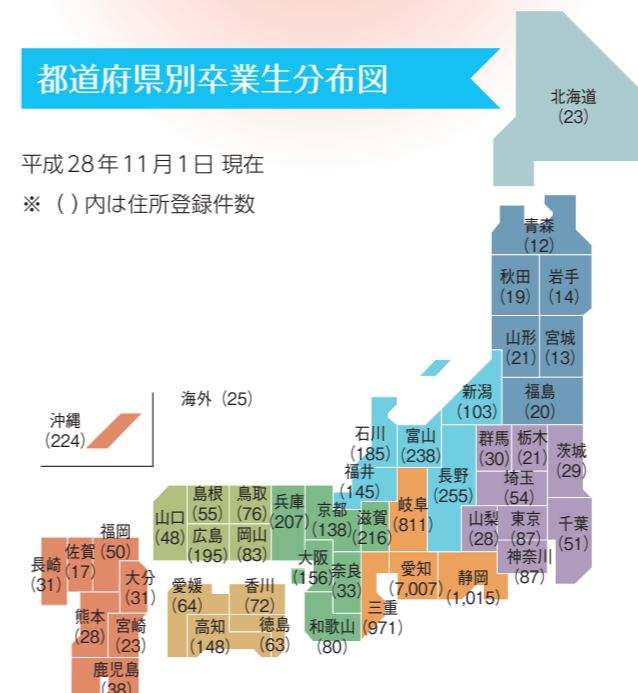 都道府県別卒業生分布図
平成28年11月1日 現在
※ ( )内は住所登録件数
北海道
(23)
青森
(12)
秋田
(19)
岩手
(14)
山形
(21)
宮城
(13)
福島
(20)
新潟
(103)
海外 (25)
沖縄
(224)
石川
(185)
富山
(238)
群馬
(30)
栃木
(21)
茨城
(29)
福井
(145)
長野
(255)
埼玉
(54)
岐阜
(811)
山梨
(28)
東京
(87)
千葉
(51)
神奈川
(87)
島根
(55)
鳥取
(76)
兵庫
(207)
京都
(138)
滋賀
(216)
山口
(48)
広島
(195)
岡山
(83)
大阪
(156)
奈良
(33)
愛知
(7,007)
静岡
(1,015)
三重
(971)
和歌山
(80)
福岡
(50)
佐賀
(17)
長崎
(31)
大分
(31)
愛媛
(64)
香川
(72)
高知
(148)
徳島
(63)
熊本
(28)
宮崎
(23)
鹿児島
(38)